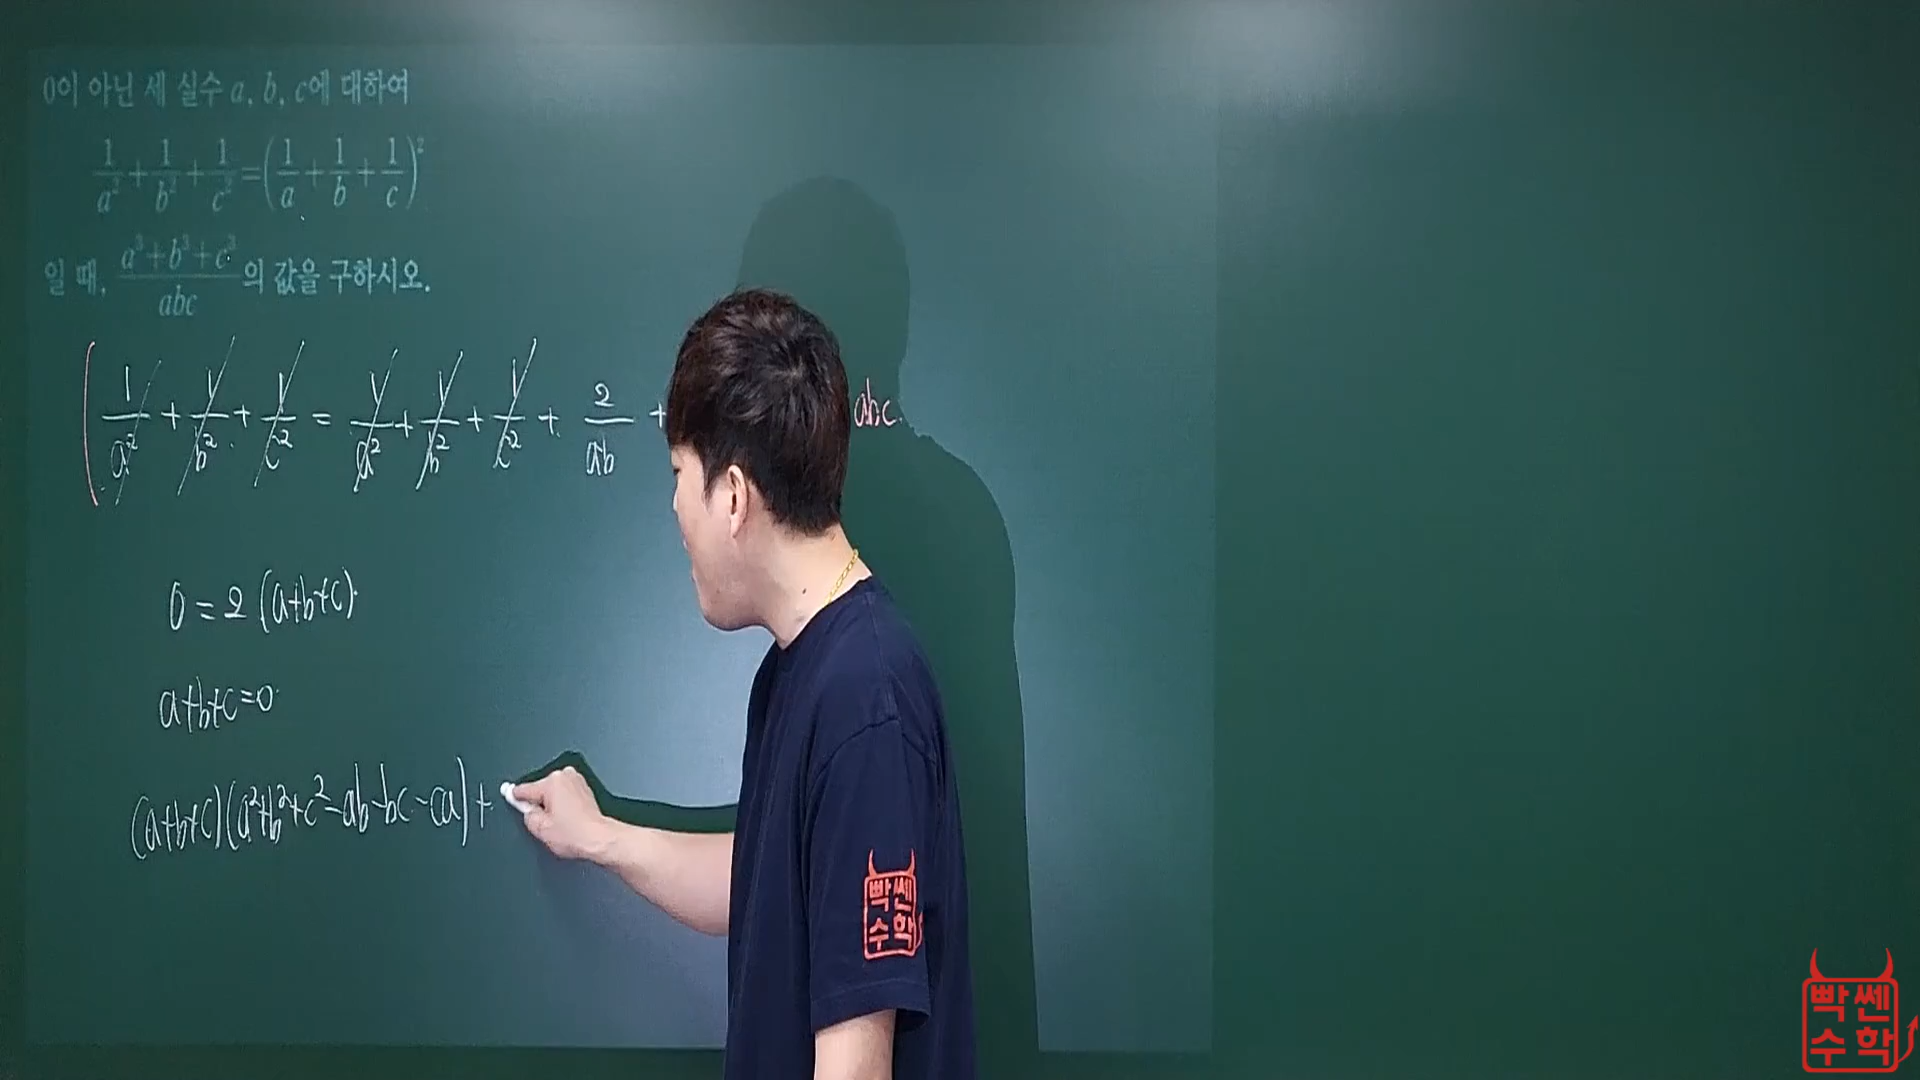 0이 아닌 세 실수 a, b, c에 대하여
1/a² + 1/b² + 1/c² = (1/a + 1/b + 1/c)²
일 때, (a³+b³+c³)/abc 의 값을 구하시오.
( 1/a² + 1/b² + 1/c² = 1/a² + 1/b² + 1/c² + 2/ab + abc.
0 = 2(a+b+c)
a+b+c=0
(a+b+c)(a²+b²+c²-ab-bc-ca)+
빡쎈
수학
빡쎈
수학